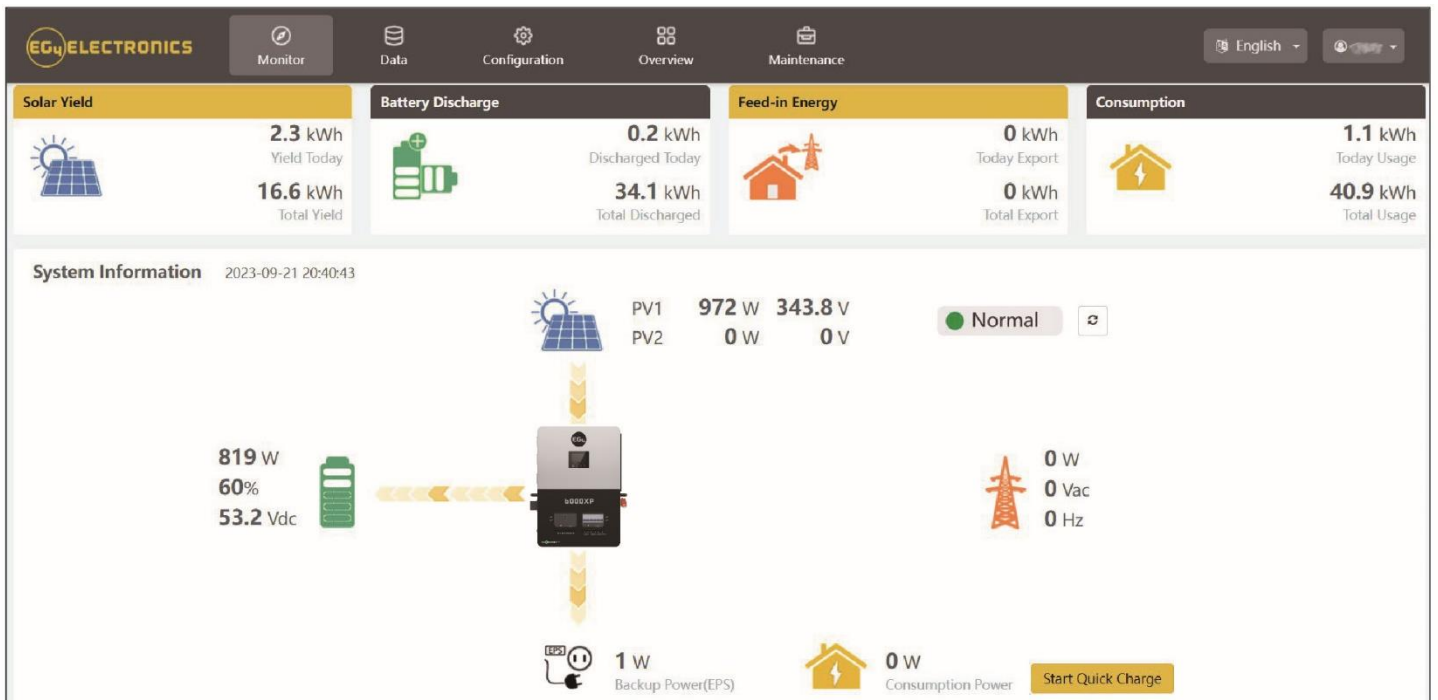 EG4 ELECTRONICS
Monitor
Data
Configuration
Overview
Maintenance
English
Solar Yield
2.3 kWh
Yield Today
16.6 kWh
Total Yield
Battery Discharge
0.2 kWh
Discharged Today
34.1 kWh
Total Discharged
Feed-in Energy
0 kWh
Today Export
0 kWh
Total Export
Consumption
1.1 kWh
Today Usage
40.9 kWh
Total Usage
System Information 2023-09-21 20:40:43
PV1 972 W 343.8 V
PV2 0 W 0 V
Normal
819 W
60%
53.2 Vdc
EG4
6000XP
0 W
0 Vac
0 Hz
EPS
1 W
Backup Power(EPS)
0 W
Consumption Power
Start Quick Charge